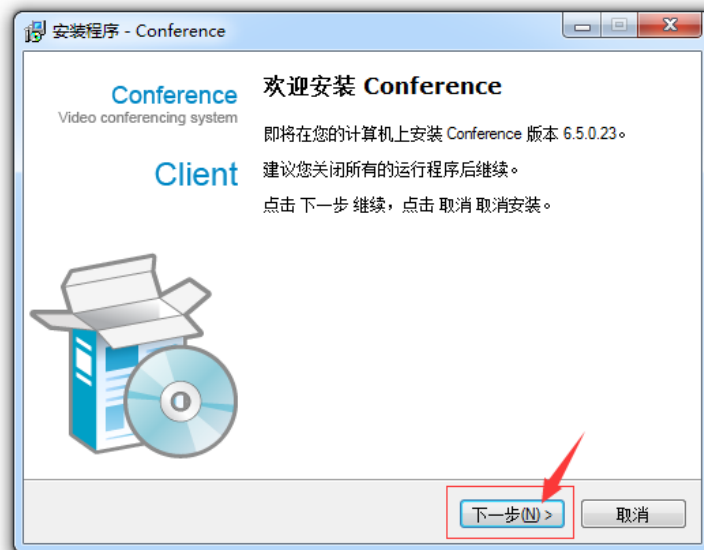 安装程序 - Conference
Conference
Video conferencing system
Client
欢迎安装 Conference
即将在您的计算机上安装 Conference 版本 6.5.0.23。
建议您关闭所有的运行程序后继续。
点击 下一步 继续，点击 取消 取消安装。
下一步(N) >
取消